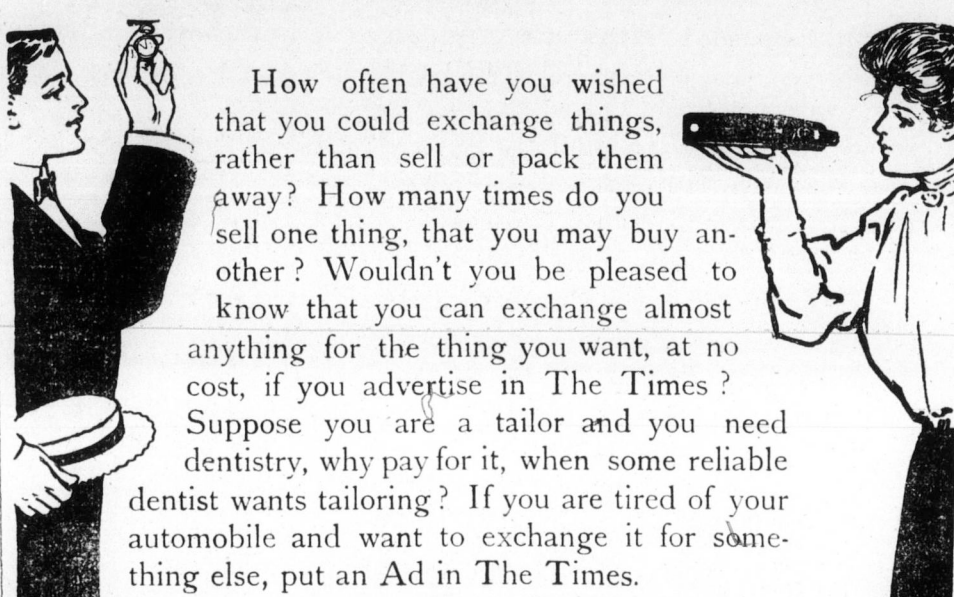 How often have you wished
that you could exchange things,
rather than sell or pack them
away? How many times do you
sell one thing, that you may buy an-
other? Wouldn't you be pleased to
know that you can exchange almost
anything for the thing you want, at no
cost, if you advertise in The Times?
Suppose you are a tailor and you need
dentistry, why pay for it, when some reliable
dentist wants tailoring? If you are tired of your
automobile and want to exchange it for some-
thing else, put an Ad in The Times.